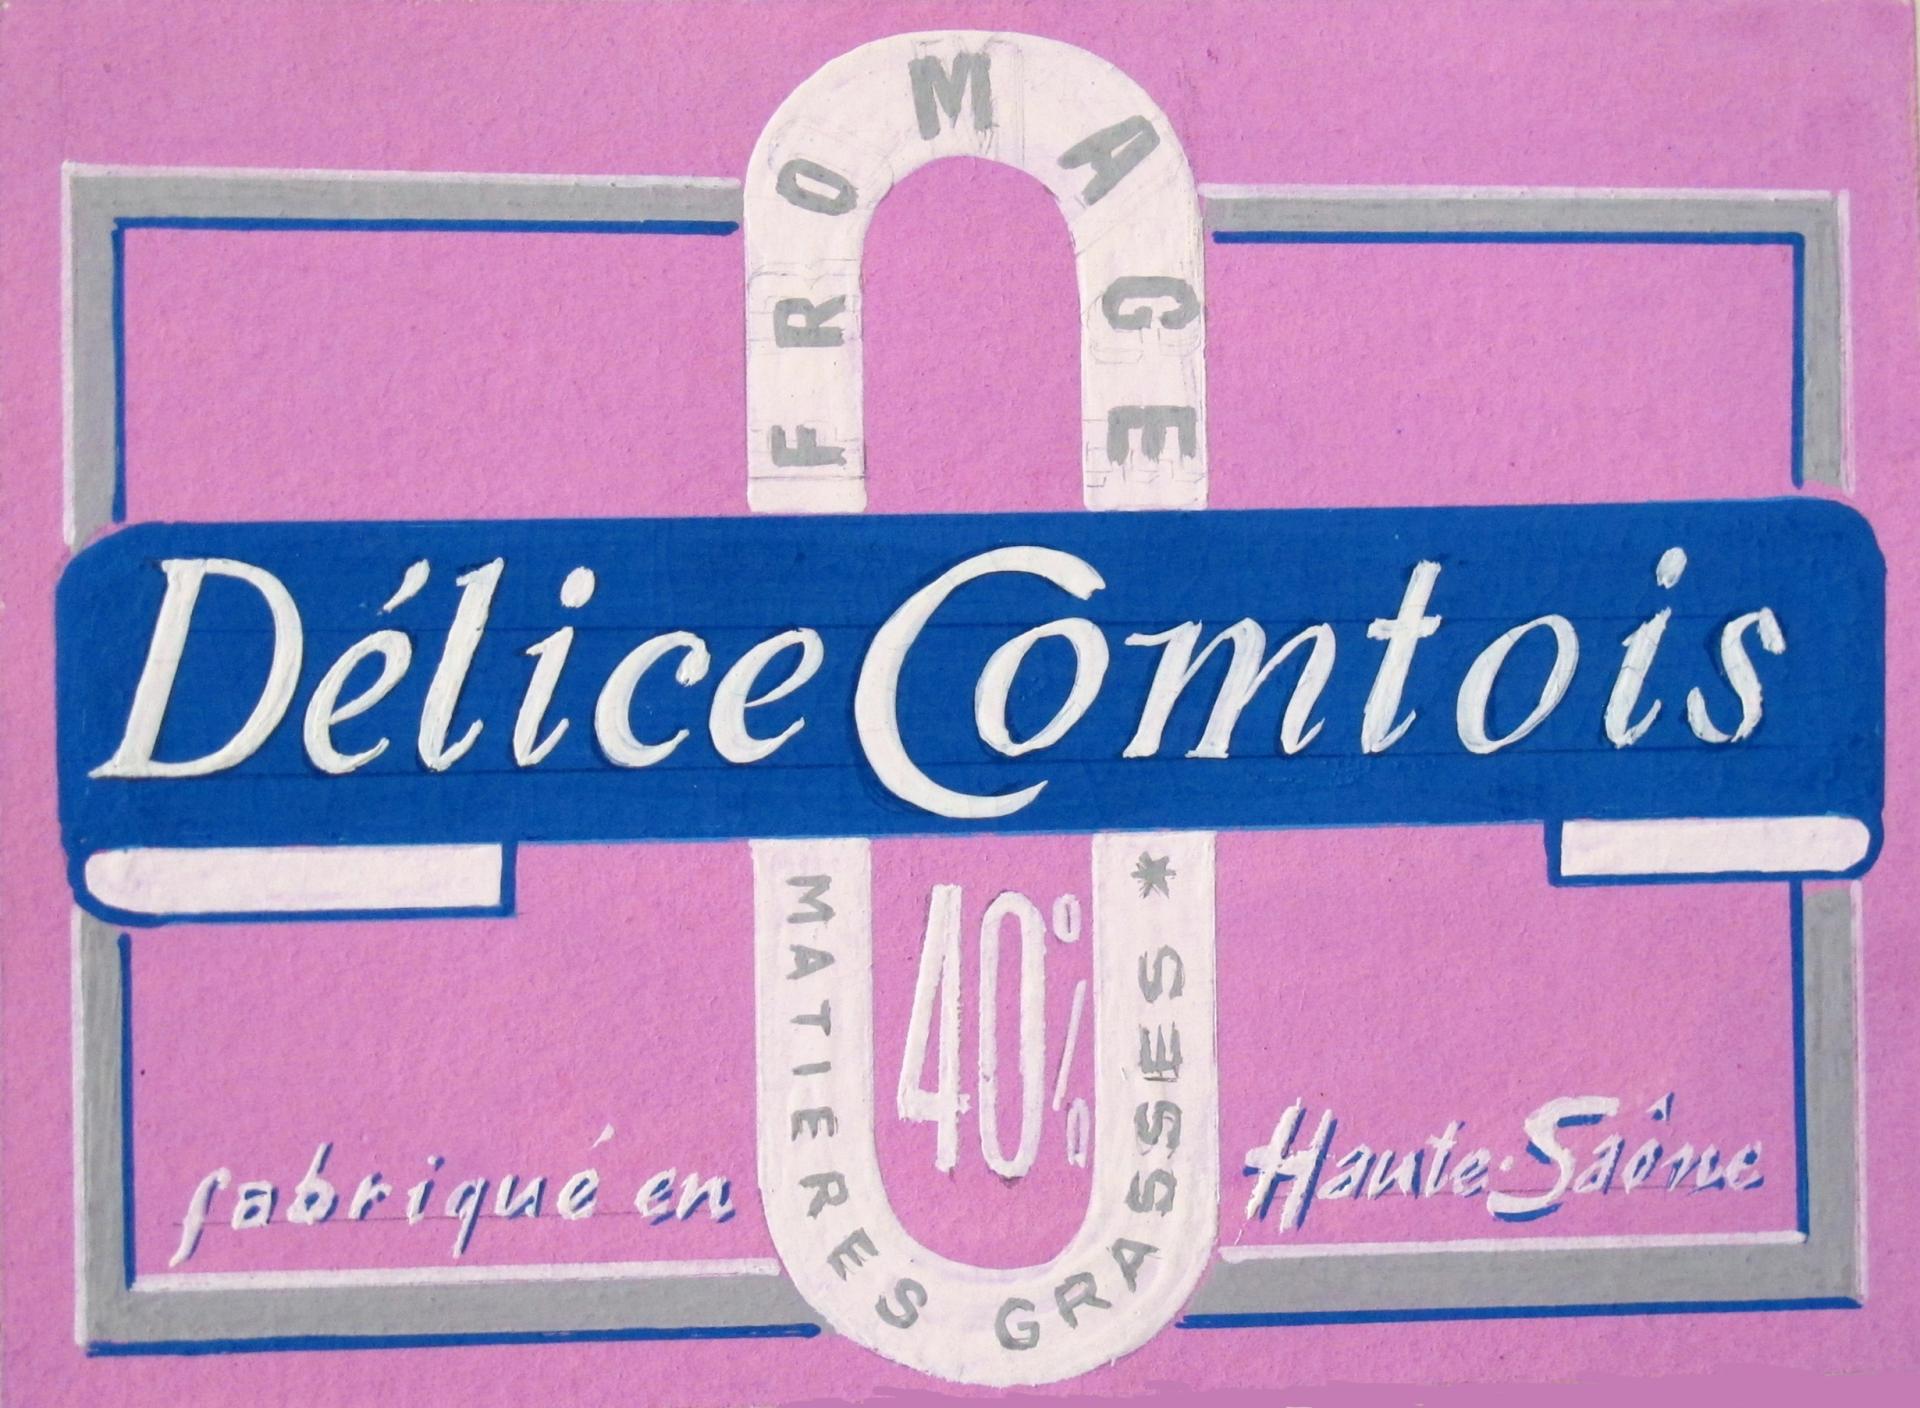 FROMAGE
Délice Comtois
40%
MATIERES GRASSES *
fabriqué en Haute-Saône